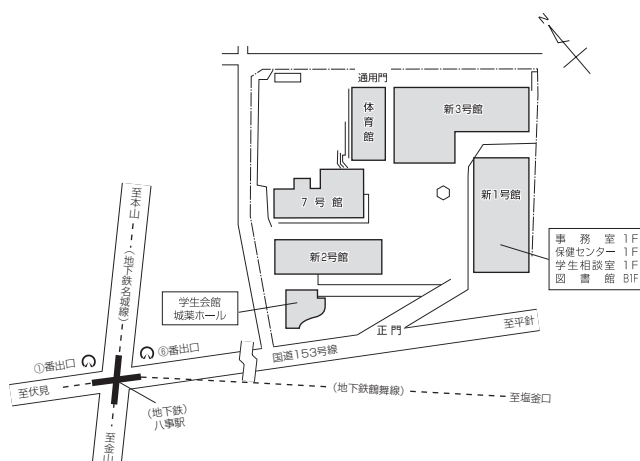 N
通用門
体育館
新3号館
7号館
新1号館
新2号館
事務室 1F
保健センター 1F
学生相談室 1F
図書館 B1F
学生会館
城薬ホール
正門
至平針
国道153号線
至本山
(地下鉄名城線)
①番出口
⑥番出口
至伏見
(地下鉄鶴舞線)
至塩釜口
(地下鉄)
八事駅
至金山